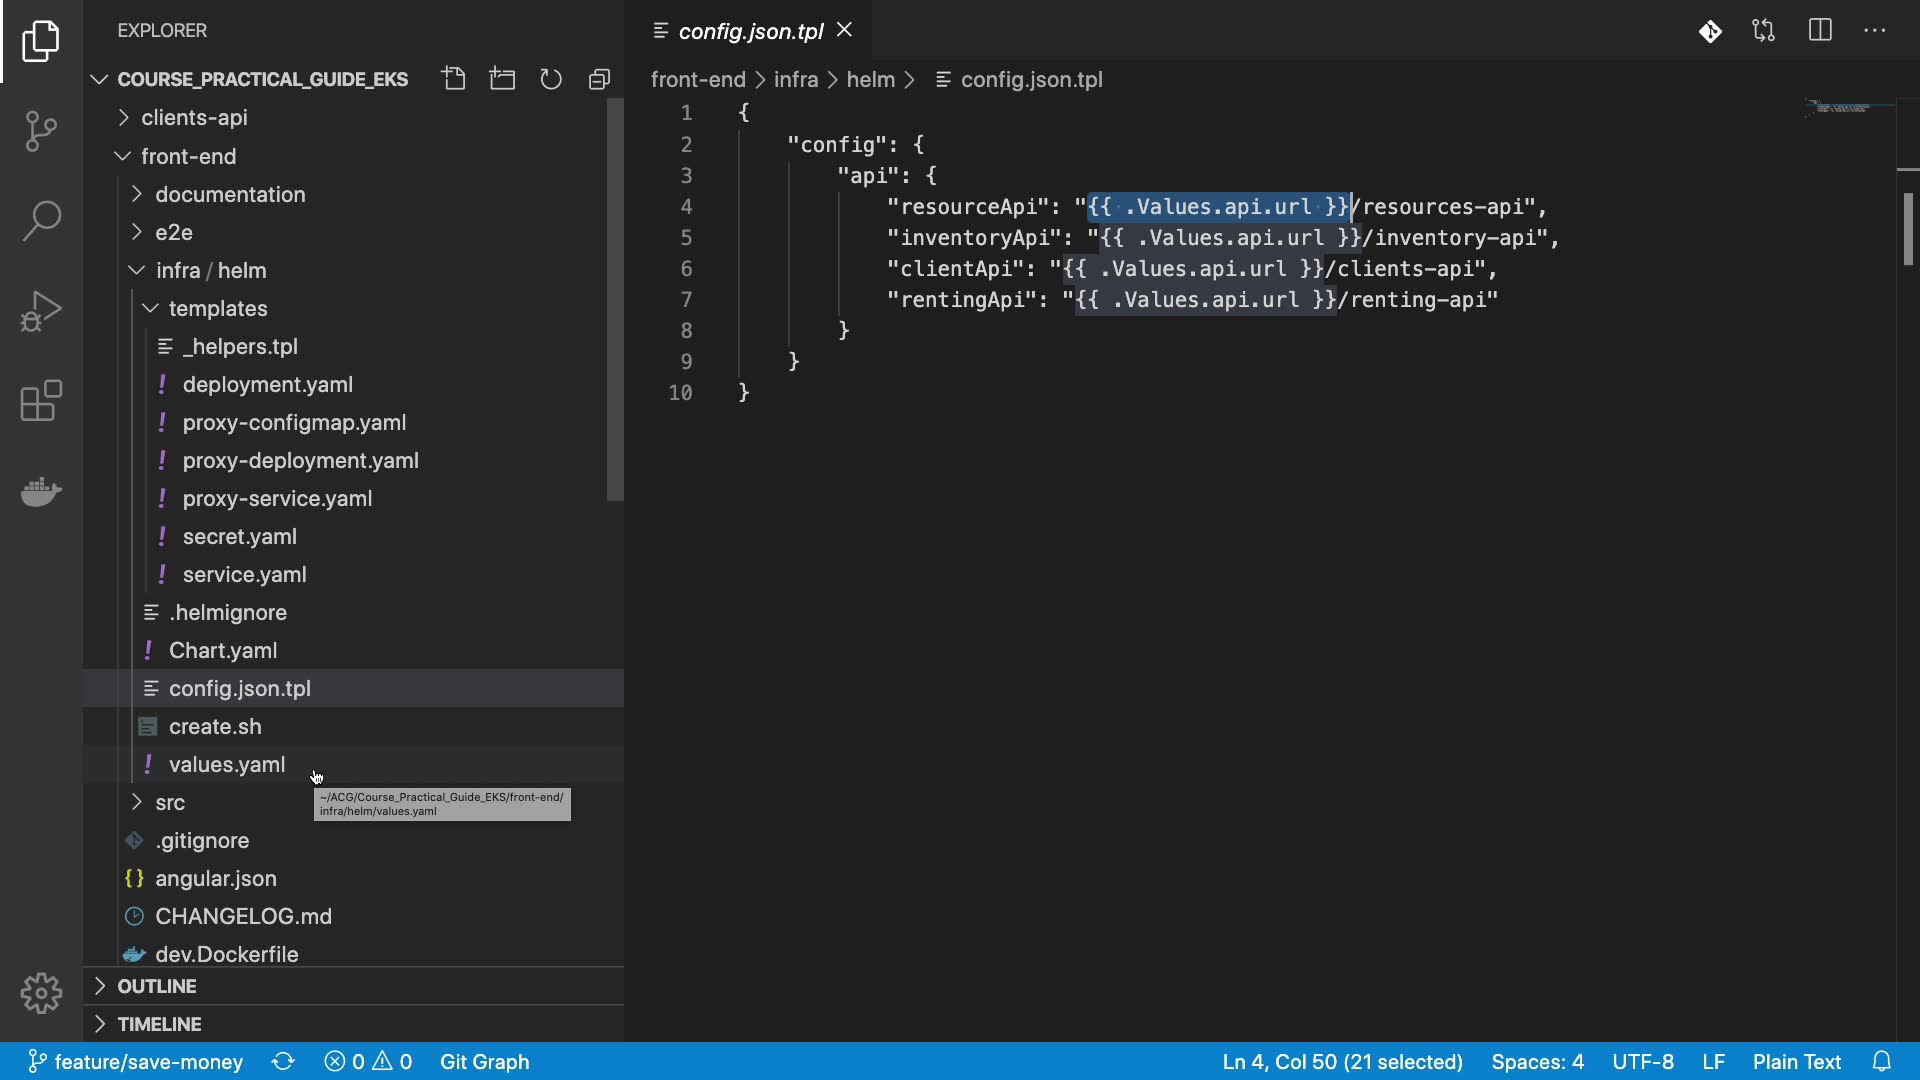 EXPLORER
COURSE_PRACTICAL_GUIDE_EKS
clients-api
front-end
documentation
e2e
infra / helm
templates
_helpers.tpl
deployment.yaml
proxy-configmap.yaml
proxy-deployment.yaml
proxy-service.yaml
secret.yaml
service.yaml
.helmignore
Chart.yaml
config.json.tpl
create.sh
values.yaml
~/ACG/Course_Practical_Guide_EKS/front-end/
infra/helm/values.yaml
src
.gitignore
angular.json
CHANGELOG.md
dev.Dockerfile
OUTLINE
TIMELINE
config.json.tpl
front-end > infra > helm > config.json.tpl
1 {
2 "config": {
3 "api": {
4 "resourceApi": "{{ .Values.api.url }}/resources-api",
5 "inventoryApi": "{{ .Values.api.url }}/inventory-api",
6 "clientApi": "{{ .Values.api.url }}/clients-api",
7 "rentingApi": "{{ .Values.api.url }}/renting-api"
8 }
9 }
10 }
feature/save-money 0 0 Git Graph Ln 4, Col 50 (21 selected) Spaces: 4 UTF-8 LF Plain Text